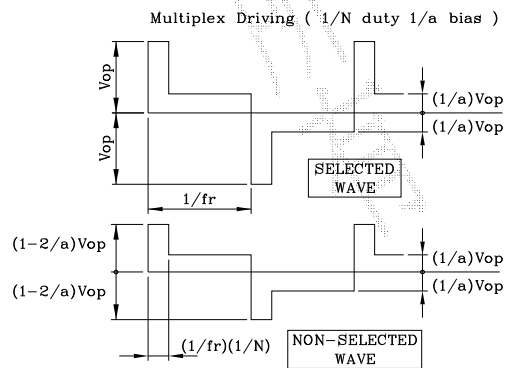 Multiplex Driving ( 1/N duty 1/a bias )
Vop
(1/a)Vop
(1/a)Vop
Vop
SELECTED
WAVE
1/fr
(1-2/a)Vop
(1/a)Vop
(1-2/a)Vop
(1/a)Vop
(1/fr)(1/N)
NON-SELECTED
WAVE